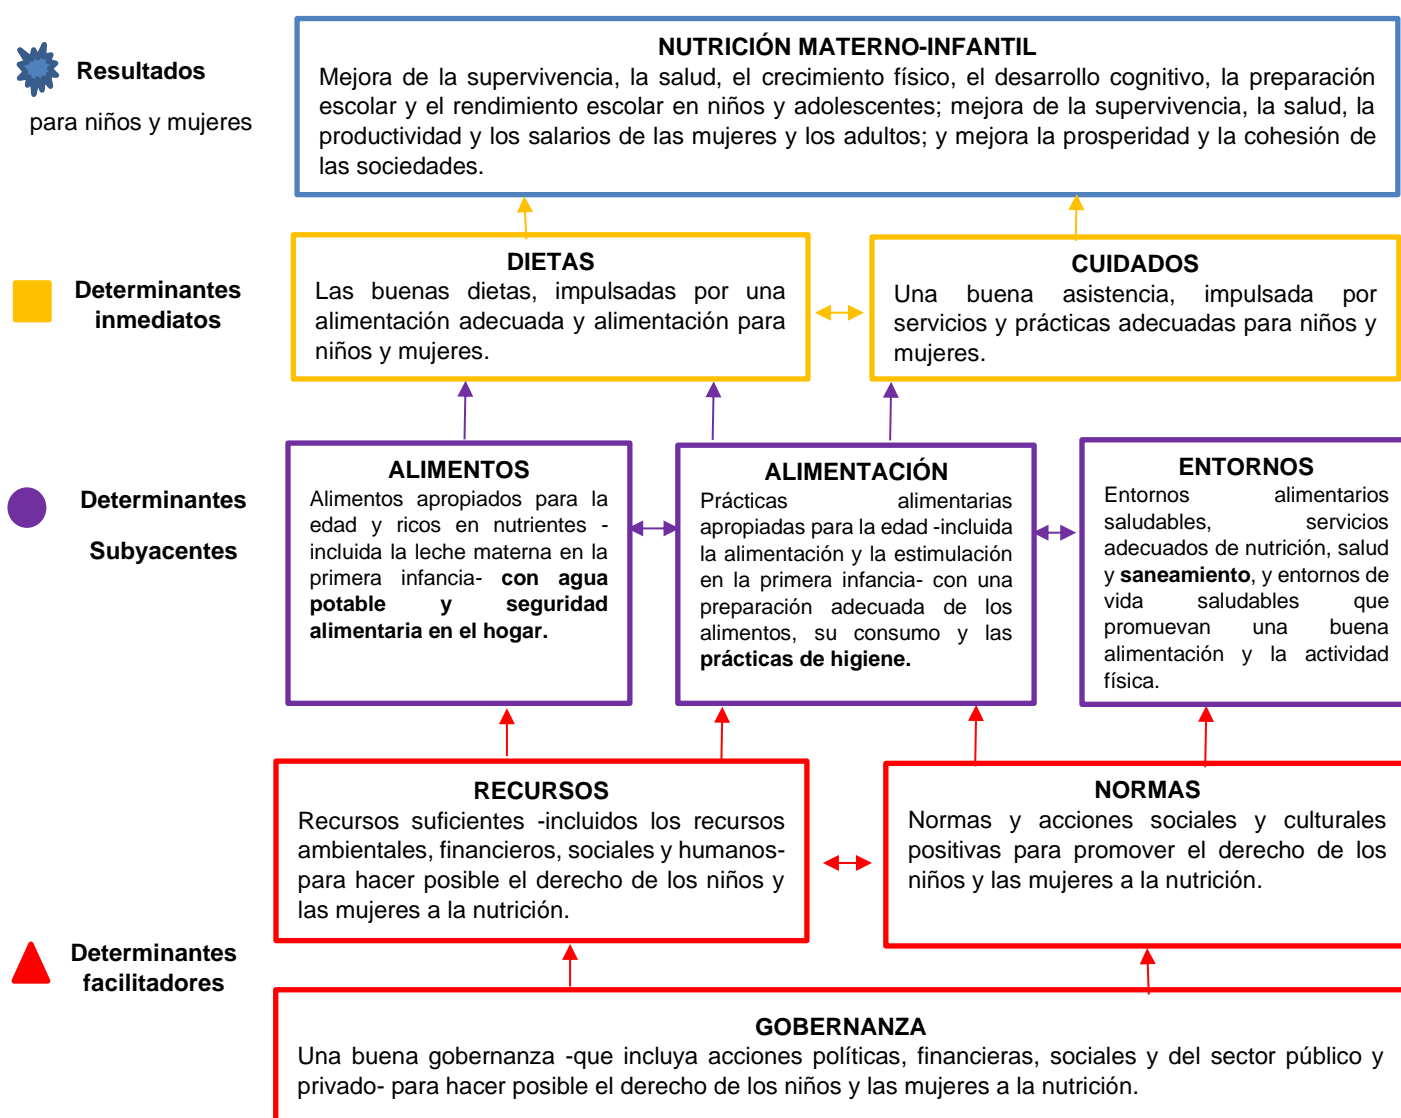 Resultados
para niños y mujeres
NUTRICIÓN MATERNO-INFANTIL
Mejora de la supervivencia, la salud, el crecimiento físico, el desarrollo cognitivo, la preparación
escolar y el rendimiento escolar en niños y adolescentes; mejora de la supervivencia, la salud, la
productividad y los salarios de las mujeres y los adultos; y mejora la prosperidad y la cohesión de
las sociedades.
Determinantes
inmediatos
DIETAS
Las buenas dietas, impulsadas por una
alimentación adecuada y alimentación para
niños y mujeres.
CUIDADOS
Una buena asistencia, impulsada por
servicios y prácticas adecuadas para niños y
mujeres.
Determinantes
Subyacentes
ALIMENTOS
Alimentos apropiados para la
edad y ricos en nutrientes -
incluida la leche materna en la
primera infancia- con agua
potable y seguridad
alimentaria en el hogar.
ALIMENTACIÓN
Prácticas alimentarias
apropiadas para la edad -incluida
la alimentación y la estimulación
en la primera infancia- con una
preparación adecuada de los
alimentos, su consumo y las
prácticas de higiene.
ENTORNOS
Entornos alimentarios
saludables, servicios
adecuados de nutrición, salud
y saneamiento, y entornos de
vida saludables que
promuevan una buena
alimentación y la actividad
física.
Determinantes
facilitadores
RECURSOS
Recursos suficientes -incluidos los recursos
ambientales, financieros, sociales y humanos-
para hacer posible el derecho de los niños y
las mujeres a la nutrición.
NORMAS
Normas y acciones sociales y culturales
positivas para promover el derecho de los
niños y las mujeres a la nutrición.
GOBERNANZA
Una buena gobernanza -que incluya acciones políticas, financieras, sociales y del sector público y
privado- para hacer posible el derecho de los niños y las mujeres a la nutrición.